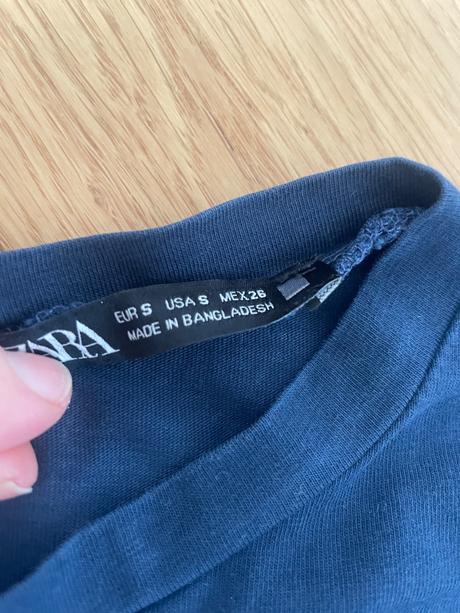 ZARA
EUR S USA S MEX 26
MADE IN BANGLADESH